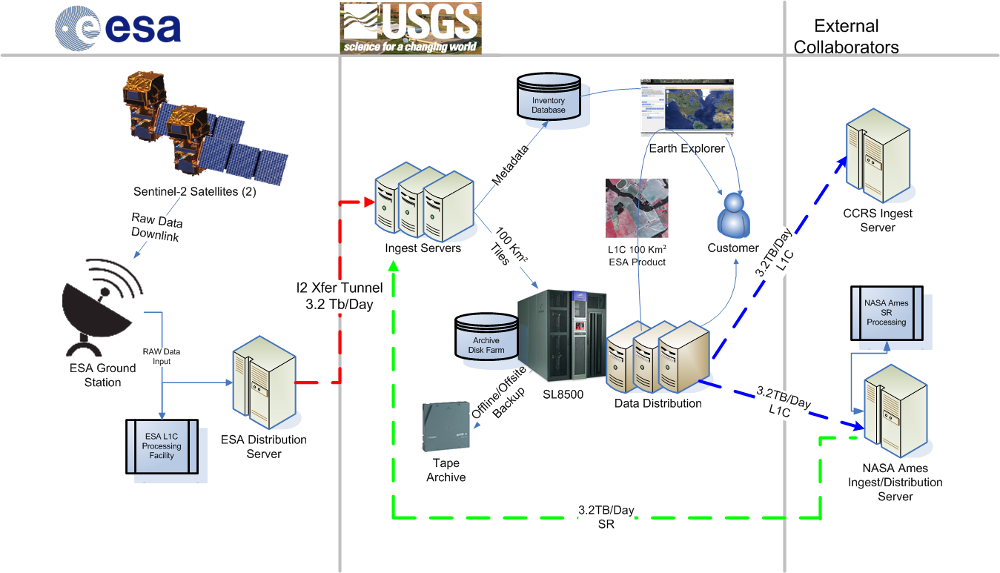 esa
USGS
science for a changing world
External
Collaborators
Sentinel-2 Satellites (2)
Raw Data
Downlink
ESA Ground
Station
RAW Data
Input
ESA L1C
Processing
Facility
ESA Distribution
Server
I2 Xfer Tunnel
3.2 Tb/Day
Ingest Servers
Metadata
Inventory
Database
USGS
Earth Explorer
100 Km²
Tiles
L1C 100 Km²
ESA Product
Customer
Archive
Disk Farm
SL8500
Offline/Offsite
Backup
Tape
Archive
Data Distribution
3.2TB/Day
L1C
CCRS Ingest
Server
NASA Ames
SR
Processing
3.2TB/Day
L1C
NASA Ames
Ingest/Distribution
Server
3.2TB/Day
SR